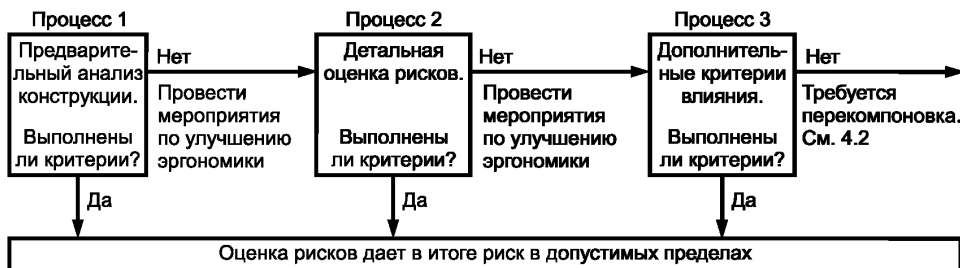 Процесс 1
Предварите-
льный анализ
конструкции.
Выполнены
ли критерии?
Нет
Провести
мероприятия
по улучшению
эргономики
Да
Процесс 2
Детальная
оценка рисков.
Выполнены
ли критерии?
Нет
Провести
мероприятия
по улучшению
эргономики
Да
Процесс 3
Дополнитель-
ные критерии
влияния.
Выполнены
ли критерии?
Нет
Требуется
перекомпоновка.
См. 4.2
Да
Оценка рисков дает в итоге риск в допустимых пределах